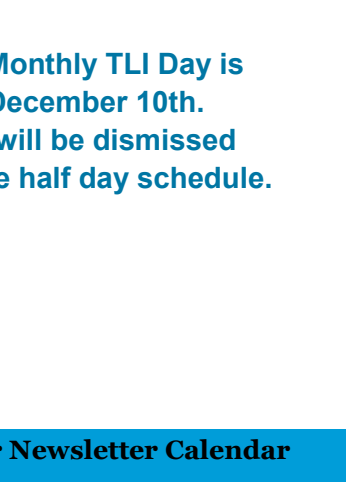 Monthly TLI Day is
December 10th.
will be dismissed
half day schedule.
Newsletter Calendar